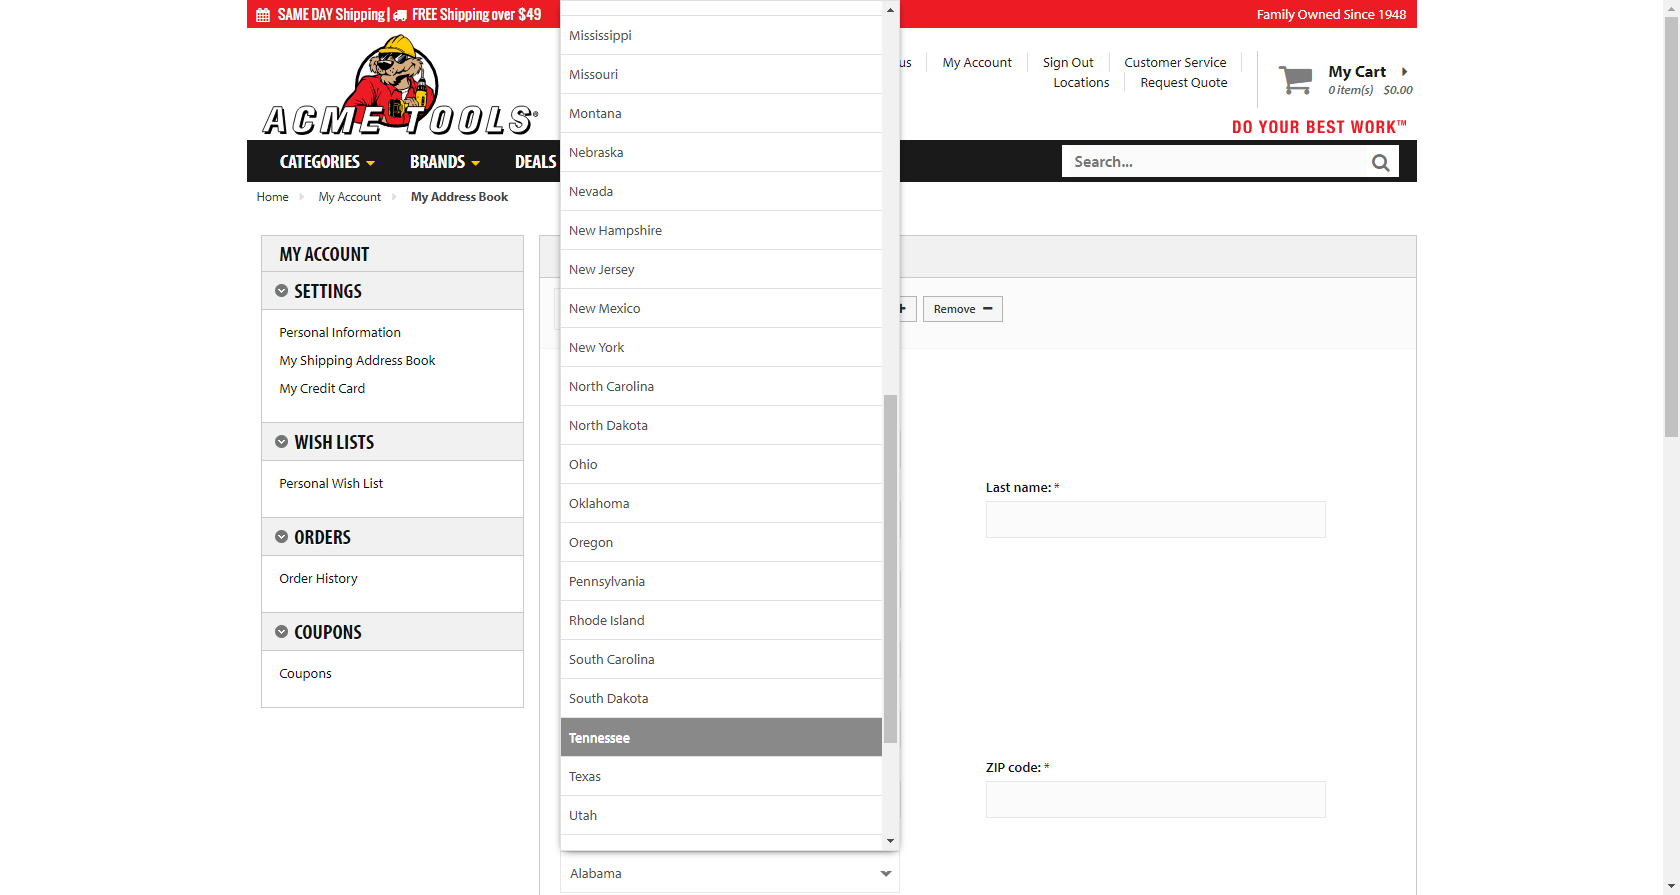 SAME DAY Shipping | FREE Shipping over $49
Family Owned Since 1948
ACME TOOLS®
us
My Account
Sign Out
Customer Service
Locations
Request Quote
My Cart
0 item(s) $0.00
DO YOUR BEST WORK™
CATEGORIES
BRANDS
DEALS
Search...
Home
My Account
My Address Book
MY ACCOUNT
SETTINGS
Personal Information
My Shipping Address Book
My Credit Card
WISH LISTS
Personal Wish List
ORDERS
Order History
COUPONS
Coupons
Mississippi
Missouri
Montana
Nebraska
Nevada
New Hampshire
New Jersey
New Mexico
New York
North Carolina
North Dakota
Ohio
Oklahoma
Oregon
Pennsylvania
Rhode Island
South Carolina
South Dakota
Tennessee
Texas
Utah
Alabama
Remove
Last name: *
ZIP code: *